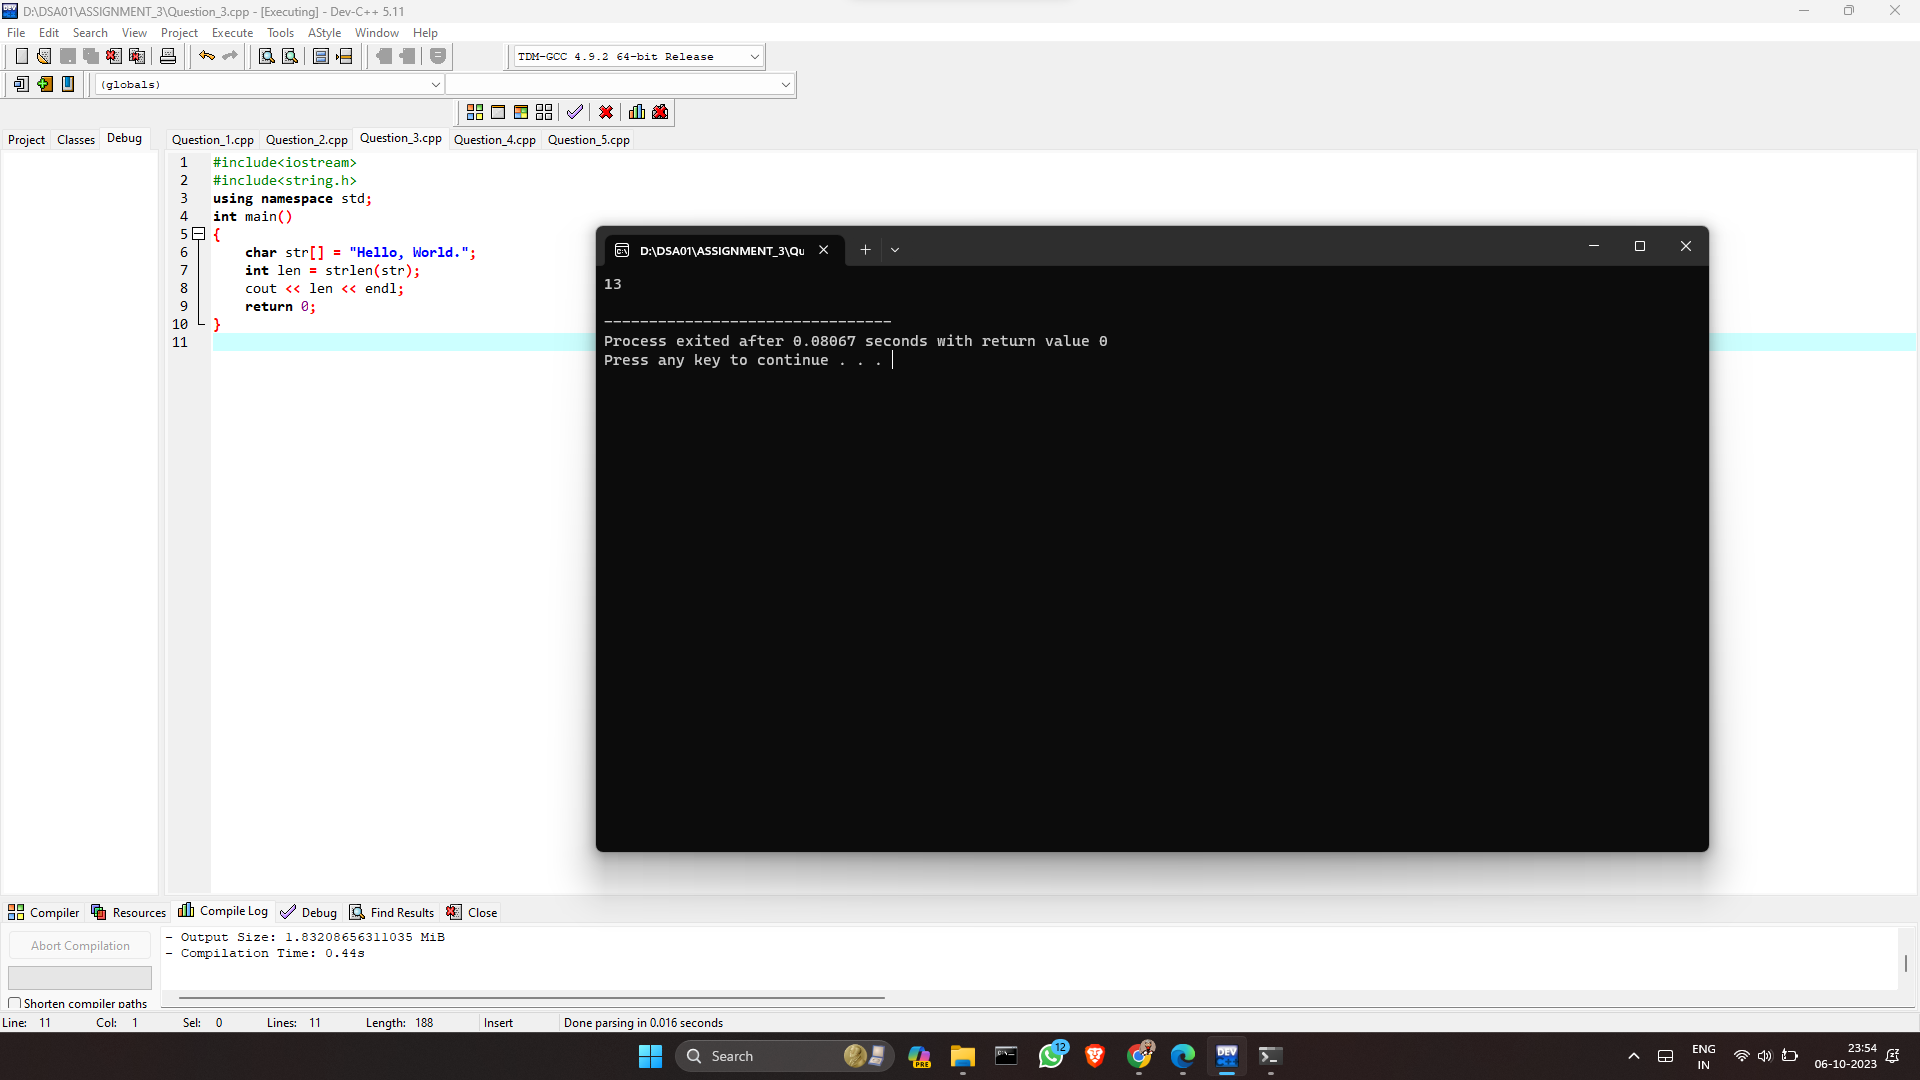 D:\DSA01\ASSIGNMENT_3\Question_3.cpp - [Executing] - Dev-C++ 5.11
File Edit Search View Project Execute Tools AStyle Window Help
TDM-GCC 4.9.2 64-bit Release
(globals)
Project Classes Debug
Question_1.cpp Question_2.cpp Question_3.cpp Question_4.cpp Question_5.cpp
1 #include<iostream>
2 #include<string.h>
3 using namespace std;
4 int main()
5 {
6 char str[] = "Hello, World.";
7 int len = strlen(str);
8 cout << len << endl;
9 return 0;
10 }
11
D:\DSA01\ASSIGNMENT_3\Qu
13
--------------------------------
Process exited after 0.08067 seconds with return value 0
Press any key to continue . . .
Compiler Resources Compile Log Debug Find Results Close
Abort Compilation
Shorten compiler paths
- Output Size: 1.83208656311035 MiB
- Compilation Time: 0.44s
Line: 11 Col: 1 Sel: 0 Lines: 11 Length: 188 Insert Done parsing in 0.016 seconds
Search
PRE
12
DEV
ENG
IN
23:54
06-10-2023